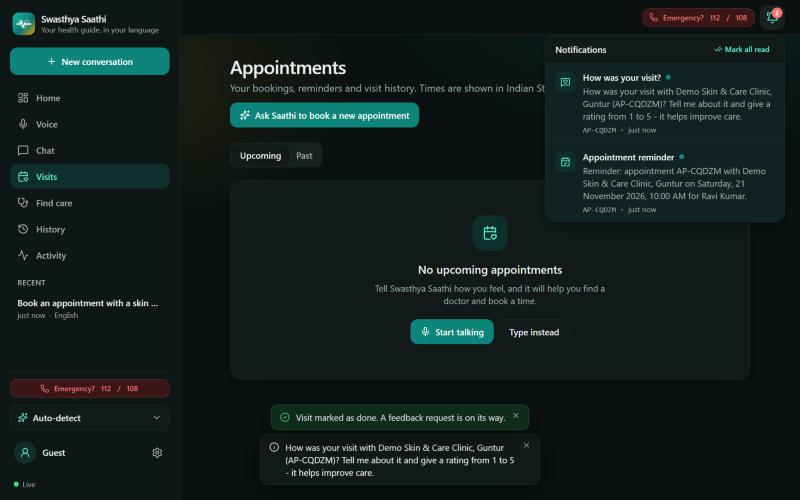 Swasthya Saathi
Your health guide, in your language
+ New conversation
Home
Voice
Chat
Visits
Find care
History
Activity
RECENT
Book an appointment with a skin ...
just now · English
Emergency? 112 / 108
Auto-detect
Guest
Live
Emergency? 112 / 108
2
Appointments
Your bookings, reminders and visit history. Times are shown in Indian St
Ask Saathi to book a new appointment
Upcoming
Past
No upcoming appointments
Tell Swasthya Saathi how you feel, and it will help you find a
doctor and book a time.
Start talking
Type instead
Notifications
Mark all read
How was your visit?
How was your visit with Demo Skin & Care Clinic,
Guntur (AP-CQDZM)? Tell me about it and give a
rating from 1 to 5 - it helps improve care.
AP-CQDZM · just now
Appointment reminder
Reminder: appointment AP-CQDZM with Demo
Skin & Care Clinic, Guntur on Saturday, 21
November 2026, 10:00 AM for Ravi Kumar.
AP-CQDZM · just now
Visit marked as done. A feedback request is on its way.
How was your visit with Demo Skin & Care Clinic, Guntur
(AP-CQDZM)? Tell me about it and give a rating from 1 to 5
- it helps improve care.